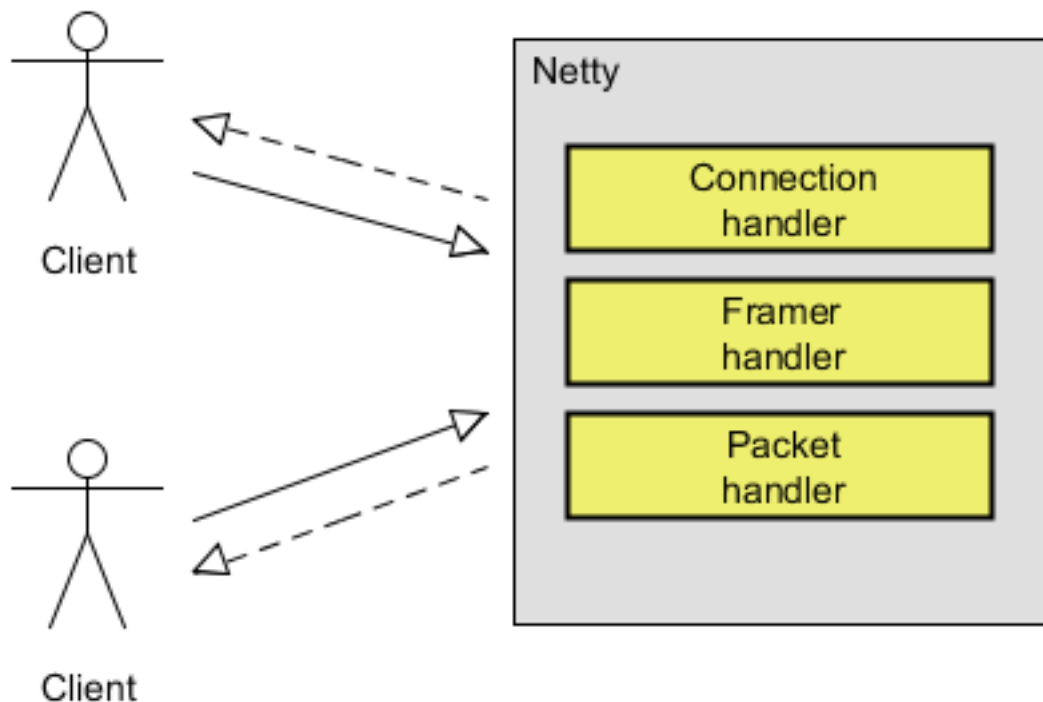 Netty
Connection
handler
Client
Framer
handler
Packet
handler
Client